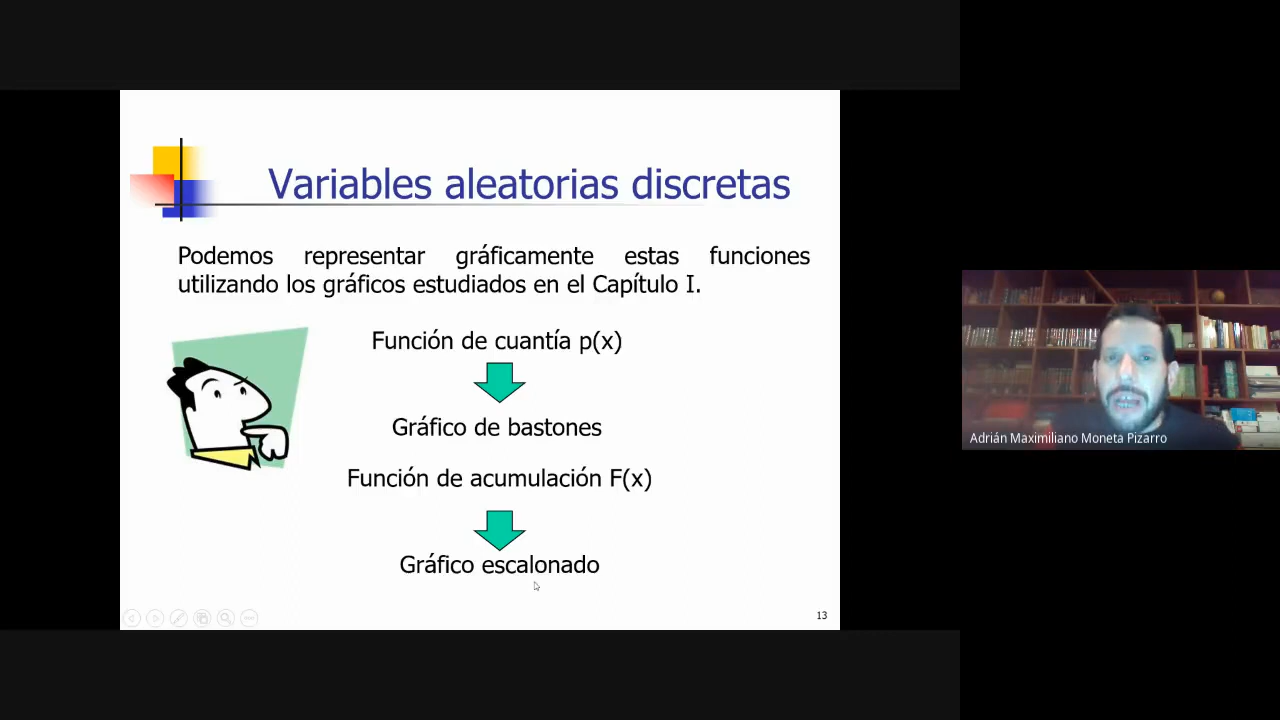 Variables aleatorias discretas
Podemos representar gráficamente estas funciones
utilizando los gráficos estudiados en el Capítulo I.
Función de cuantía p(x)
Gráfico de bastones
Función de acumulación F(x)
Gráfico escalonado
13
Adrián Maximiliano Moneta Pizarro